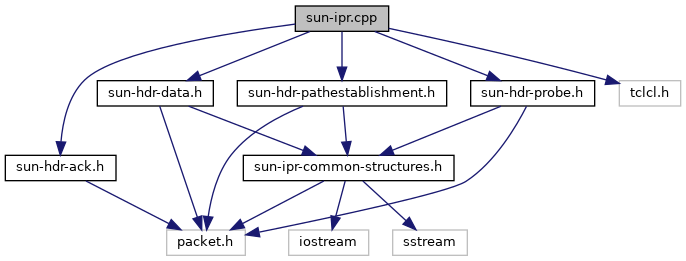 sun-ipr.cpp
sun-hdr-data.h
sun-hdr-pathestablishment.h
sun-hdr-probe.h
tclcl.h
sun-hdr-ack.h
sun-ipr-common-structures.h
packet.h
iostream
sstream